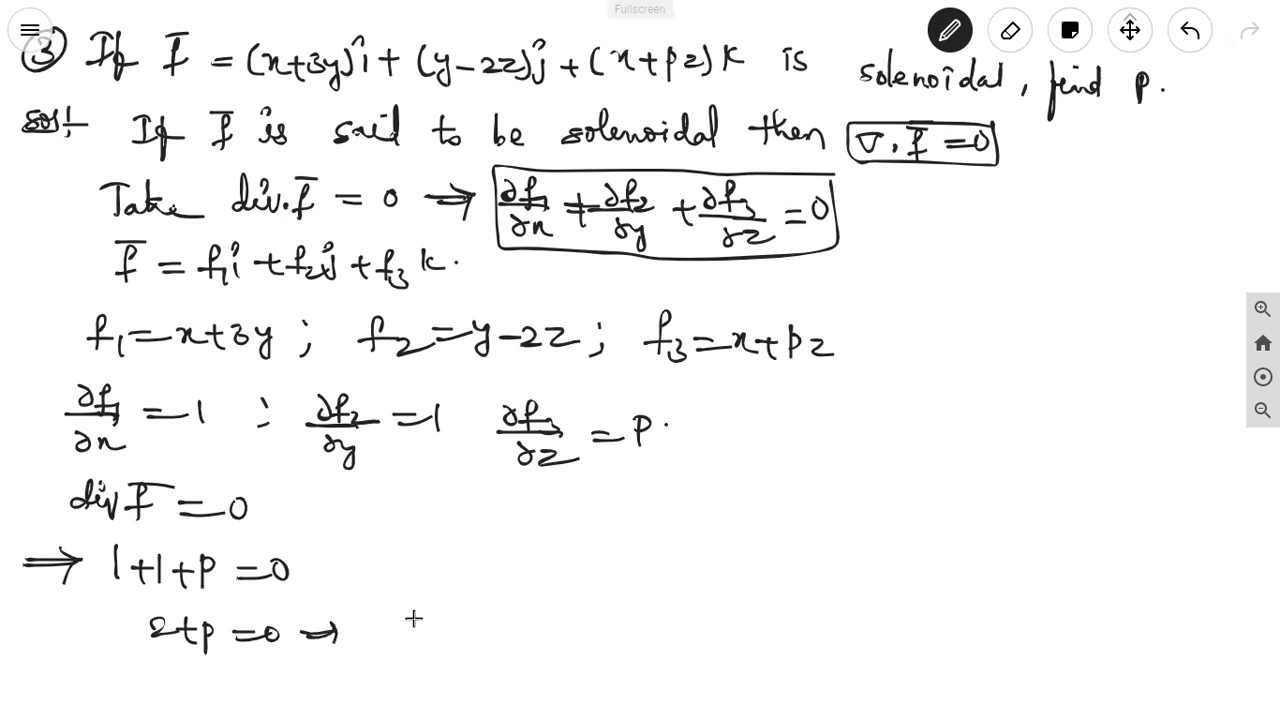 Fullscreen
③ If F̅ = (x+3y)î + (y-2z)ĵ + (x+pz)k is solenoidal, find p.
Sol:- If F̅ is said to be solenoidal then ∇.F̅ =0
Take div.F̅ = 0 ⇒ ∂f₁/∂x + ∂f₂/∂y + ∂f₃/∂z = 0
F̅ = f₁î + f₂ĵ + f₃k.
f₁=x+3y ; f₂=y-2z ; f₃=x+pz
∂f₁/∂x = 1 : ∂f₂/∂y = 1 ∂f₃/∂z = P.
div F̅ = 0
⇒ 1+1+P = 0
2+p = 0 →